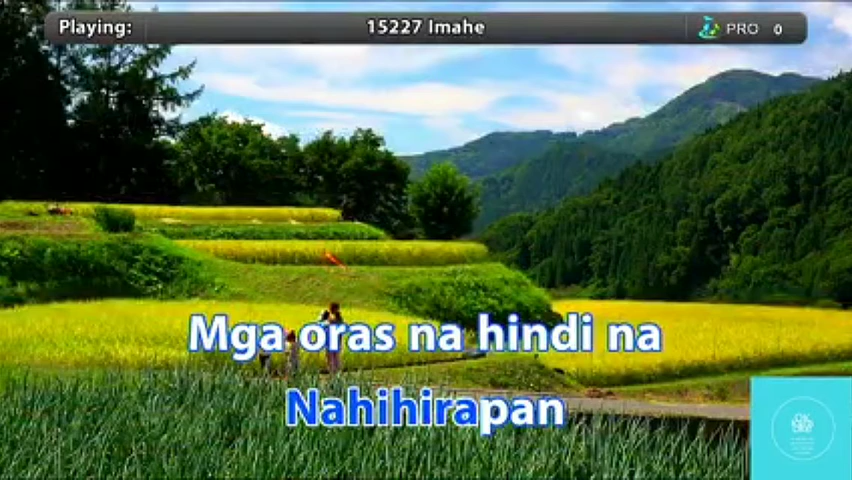 Playing:
15227 Imahe
PRO 0
Mga oras na hindi na
Nahihirapan